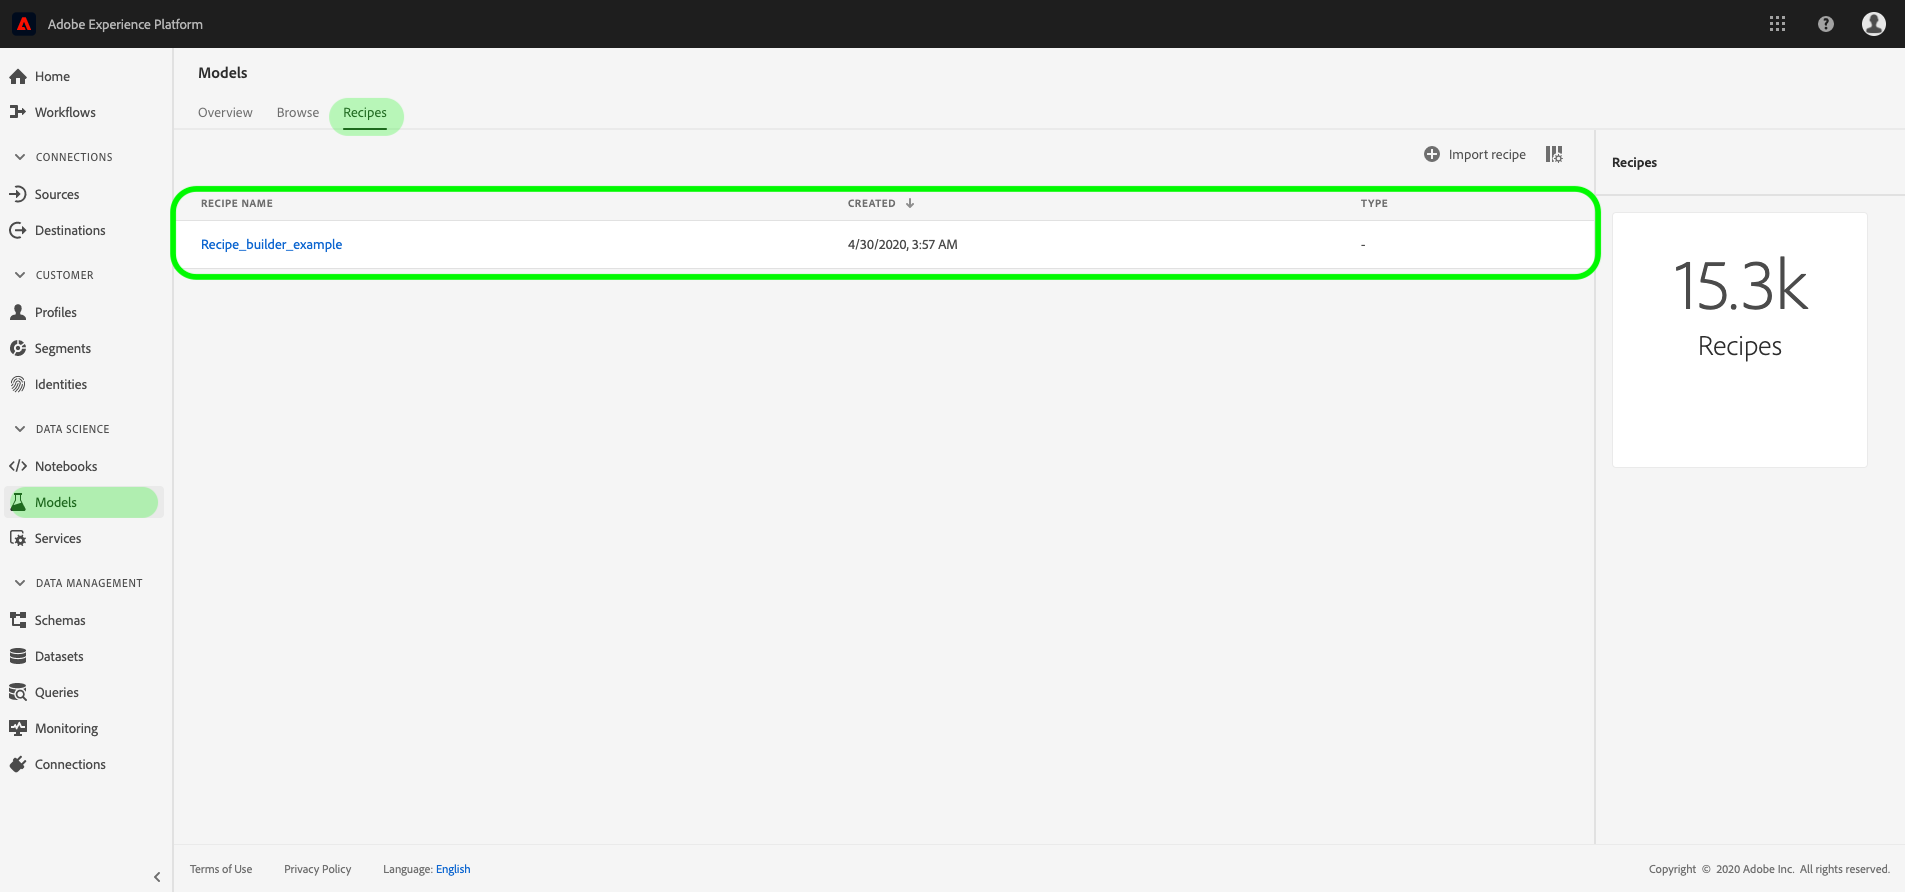 Adobe Experience Platform
Home
Workflows
CONNECTIONS
Sources
Destinations
CUSTOMER
Profiles
Segments
Identities
DATA SCIENCE
Notebooks
Models
Services
DATA MANAGEMENT
Schemas
Datasets
Queries
Monitoring
Connections
Models
Overview Browse Recipes
Import recipe
RECIPE NAME CREATED TYPE
Recipe_builder_example 4/30/2020, 3:57 AM -
Recipes
15.3k
Recipes
Terms of Use Privacy Policy Language: English Copyright © 2020 Adobe Inc. All rights reserved.